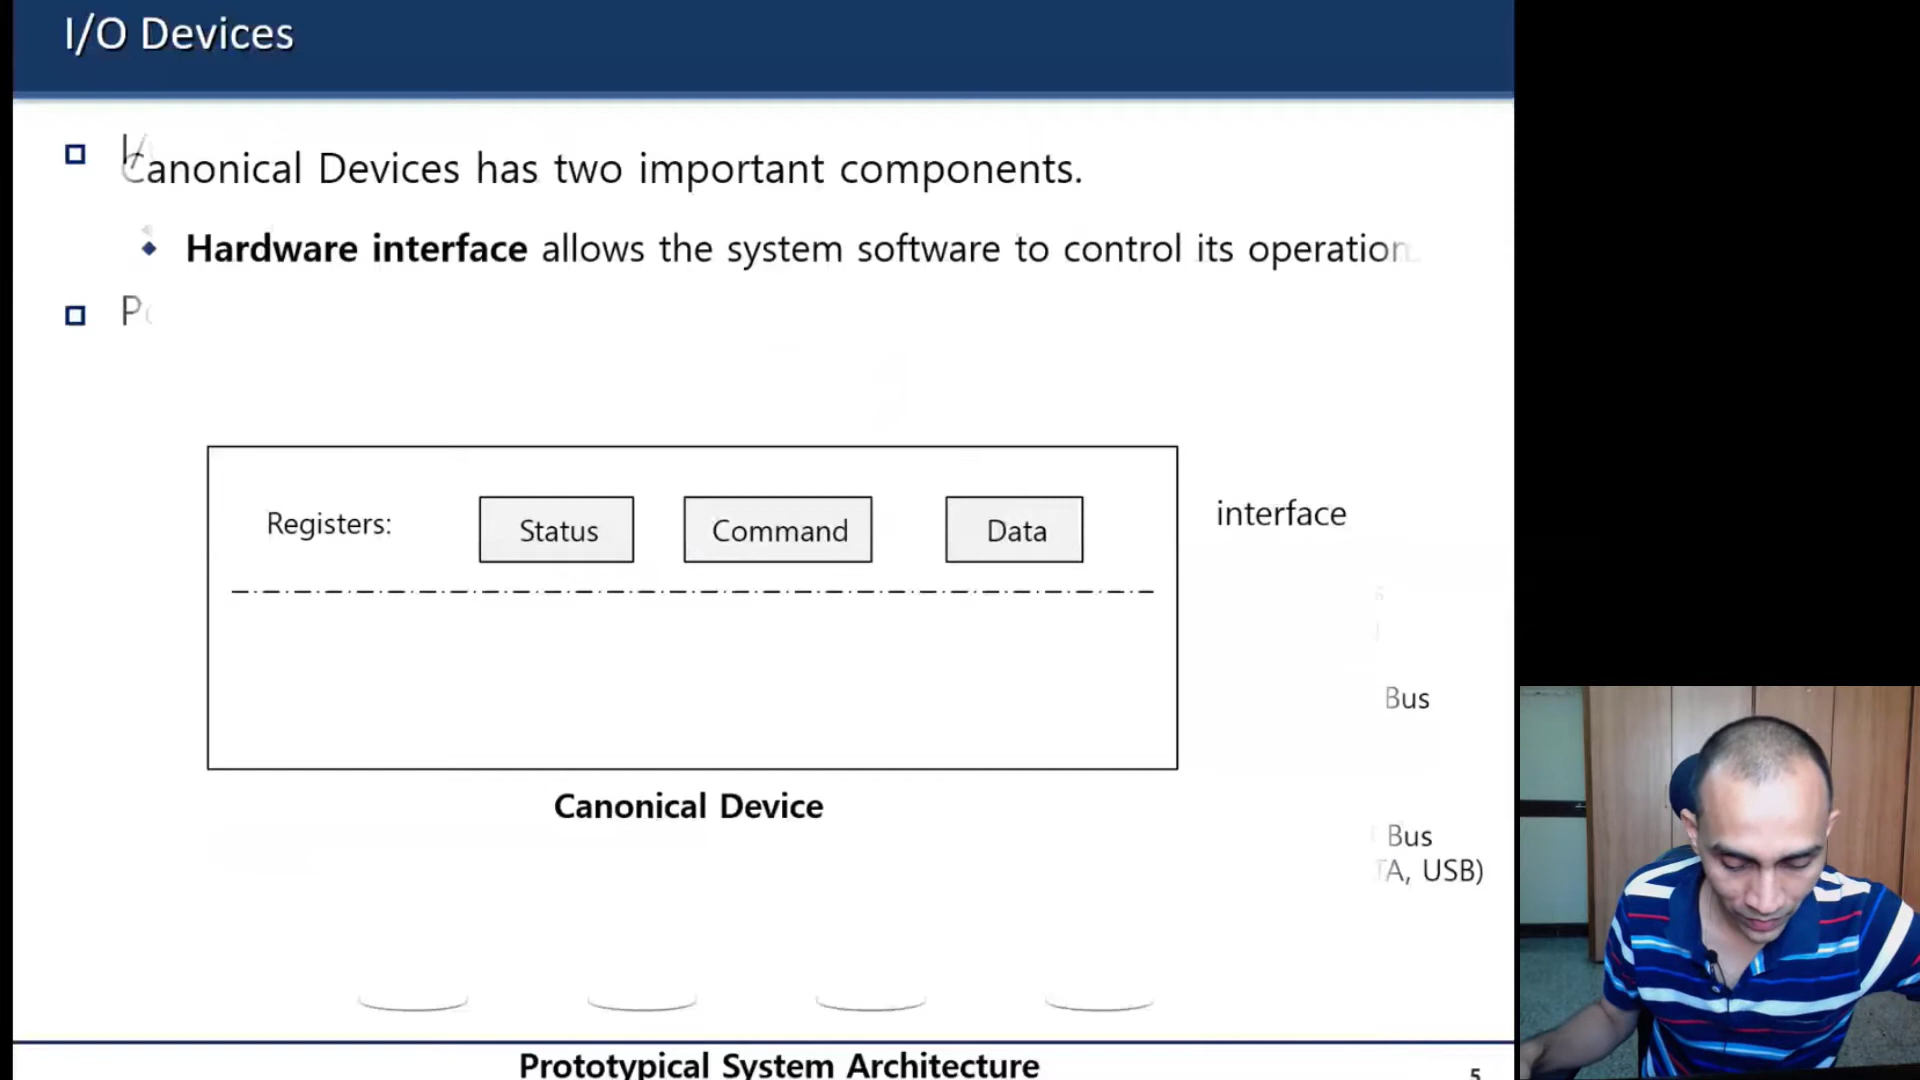 I/O Devices
Canonical Devices has two important components.
Hardware interface allows the system software to control its operation.
Registers:
Status
Command
Data
interface
Bus
Bus
TA, USB)
Canonical Device
Prototypical System Architecture
5